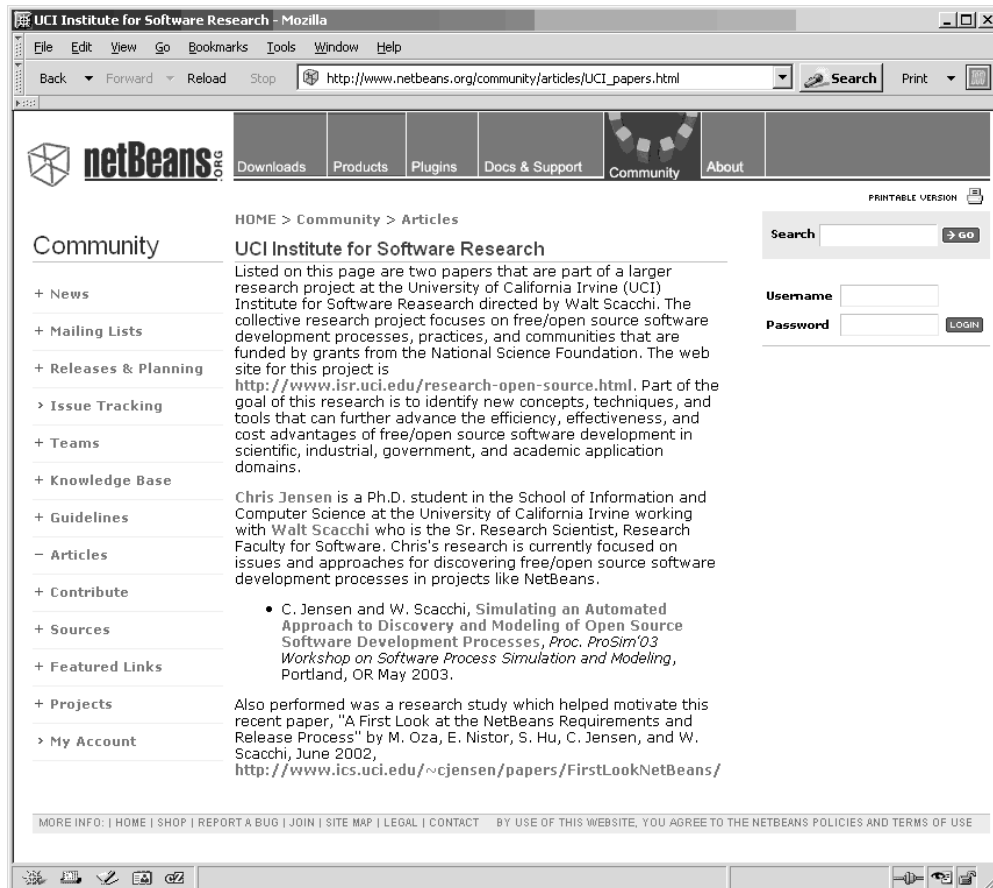 UCI Institute for Software Research - Mozilla
File Edit View Go Bookmarks Tools Window Help
Back Forward Reload Stop http://www.netbeans.org/community/articles/UCI_papers.html Search Print
netBeans.ORG
Downloads Products Plugins Docs & Support Community About
PRINTABLE VERSION
HOME > Community > Articles
Search GO
Community
UCI Institute for Software Research
Listed on this page are two papers that are part of a larger
research project at the University of California Irvine (UCI)
Institute for Software Reasearch directed by Walt Scacchi. The
collective research project focuses on free/open source software
development processes, practices, and communities that are
funded by grants from the National Science Foundation. The web
site for this project is
http://www.isr.uci.edu/research-open-source.html. Part of the
goal of this research is to identify new concepts, techniques, and
tools that can further advance the efficiency, effectiveness, and
cost advantages of free/open source software development in
scientific, industrial, government, and academic application
domains.
Chris Jensen is a Ph.D. student in the School of Information and
Computer Science at the University of California Irvine working
with Walt Scacchi who is the Sr. Research Scientist, Research
Faculty for Software. Chris's research is currently focused on
issues and approaches for discovering free/open source software
development processes in projects like NetBeans.
• C. Jensen and W. Scacchi, Simulating an Automated
Approach to Discovery and Modeling of Open Source
Software Development Processes, Proc. ProSim'03
Workshop on Software Process Simulation and Modeling,
Portland, OR May 2003.
Also performed was a research study which helped motivate this
recent paper, "A First Look at the NetBeans Requirements and
Release Process" by M. Oza, E. Nistor, S. Hu, C. Jensen, and W.
Scacchi, June 2002,
http://www.ics.uci.edu/~cjensen/papers/FirstLookNetBeans/
+ News
+ Mailing Lists
+ Releases & Planning
> Issue Tracking
+ Teams
+ Knowledge Base
+ Guidelines
− Articles
+ Contribute
+ Sources
+ Featured Links
+ Projects
> My Account
Username
Password LOGIN
MORE INFO: | HOME | SHOP | REPORT A BUG | JOIN | SITE MAP | LEGAL | CONTACT BY USE OF THIS WEBSITE, YOU AGREE TO THE NETBEANS POLICIES AND TERMS OF USE